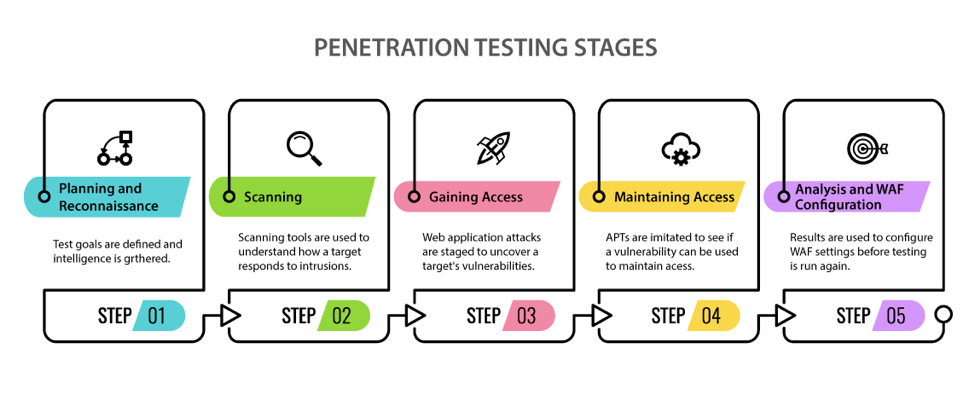 PENETRATION TESTING STAGES
Planning and
Reconnaissance
Test goals are defined and
intelligence is grthered.
STEP 01
Scanning
Scanning tools are used to
understand how a target
responds to intrusions.
STEP 02
Gaining Access
Web application attacks
are staged to uncover a
target's vulnerabilities.
STEP 03
Maintaining Access
APTs are imitated to see if
a vulnerability can be used
to maintain acess.
STEP 04
Analysis and WAF
Configuration
Results are used to configure
WAF settings before testing
is run again.
STEP 05